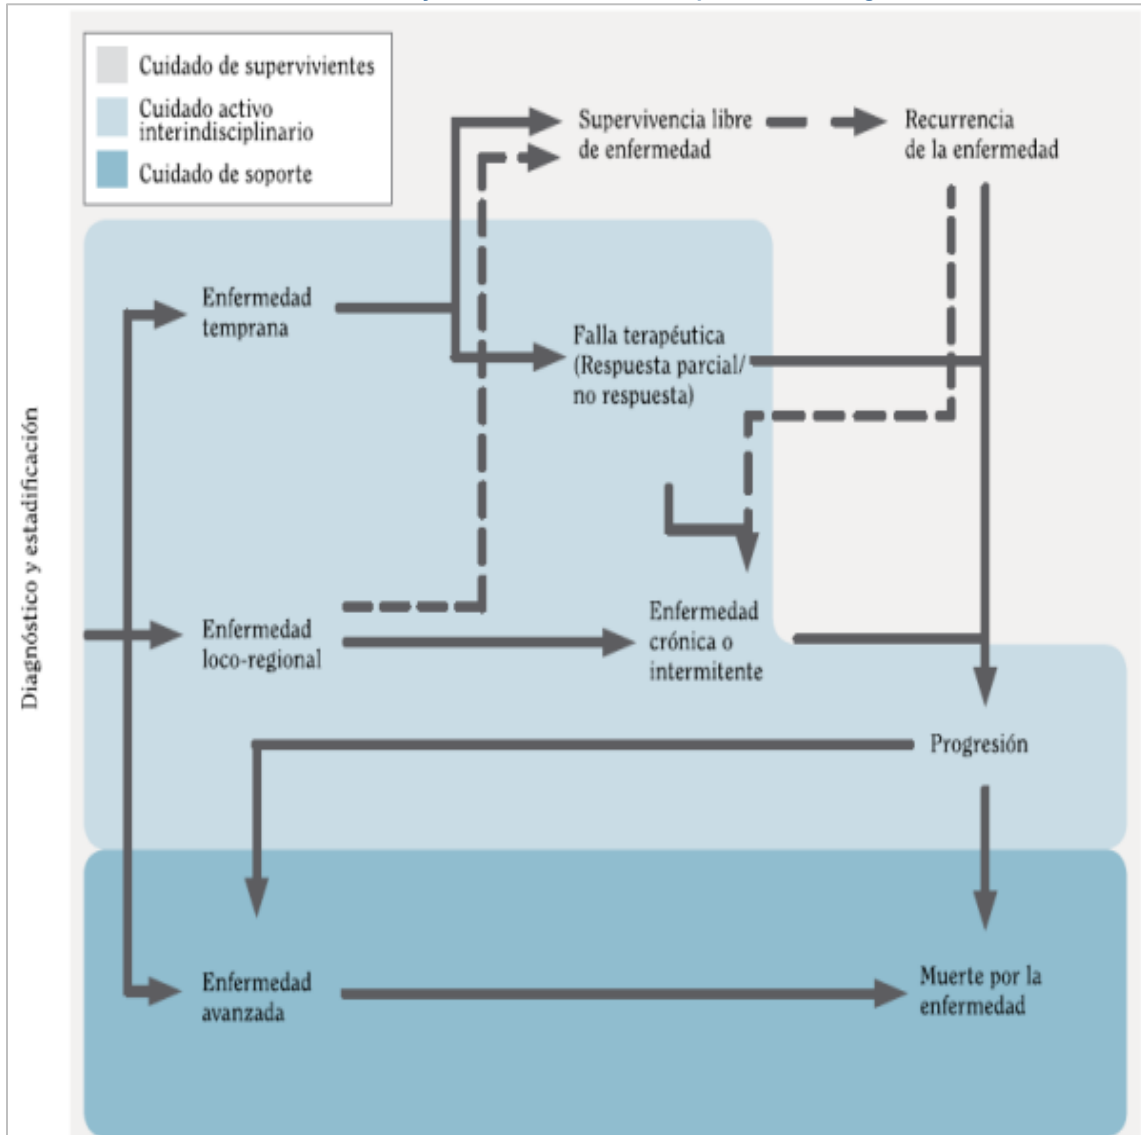 Cuidado de supervivientes
Cuidado activo
interindisciplinario
Cuidado de soporte
Supervivencia libre
de enfermedad
Recurrencia
de la enfermedad
Enfermedad
temprana
Falla terapéutica
(Respuesta parcial/
no respuesta)
Diagnóstico y estadificación
Enfermedad
loco-regional
Enfermedad
crónica o
intermitente
Progresión
Enfermedad
avanzada
Muerte por la
enfermedad